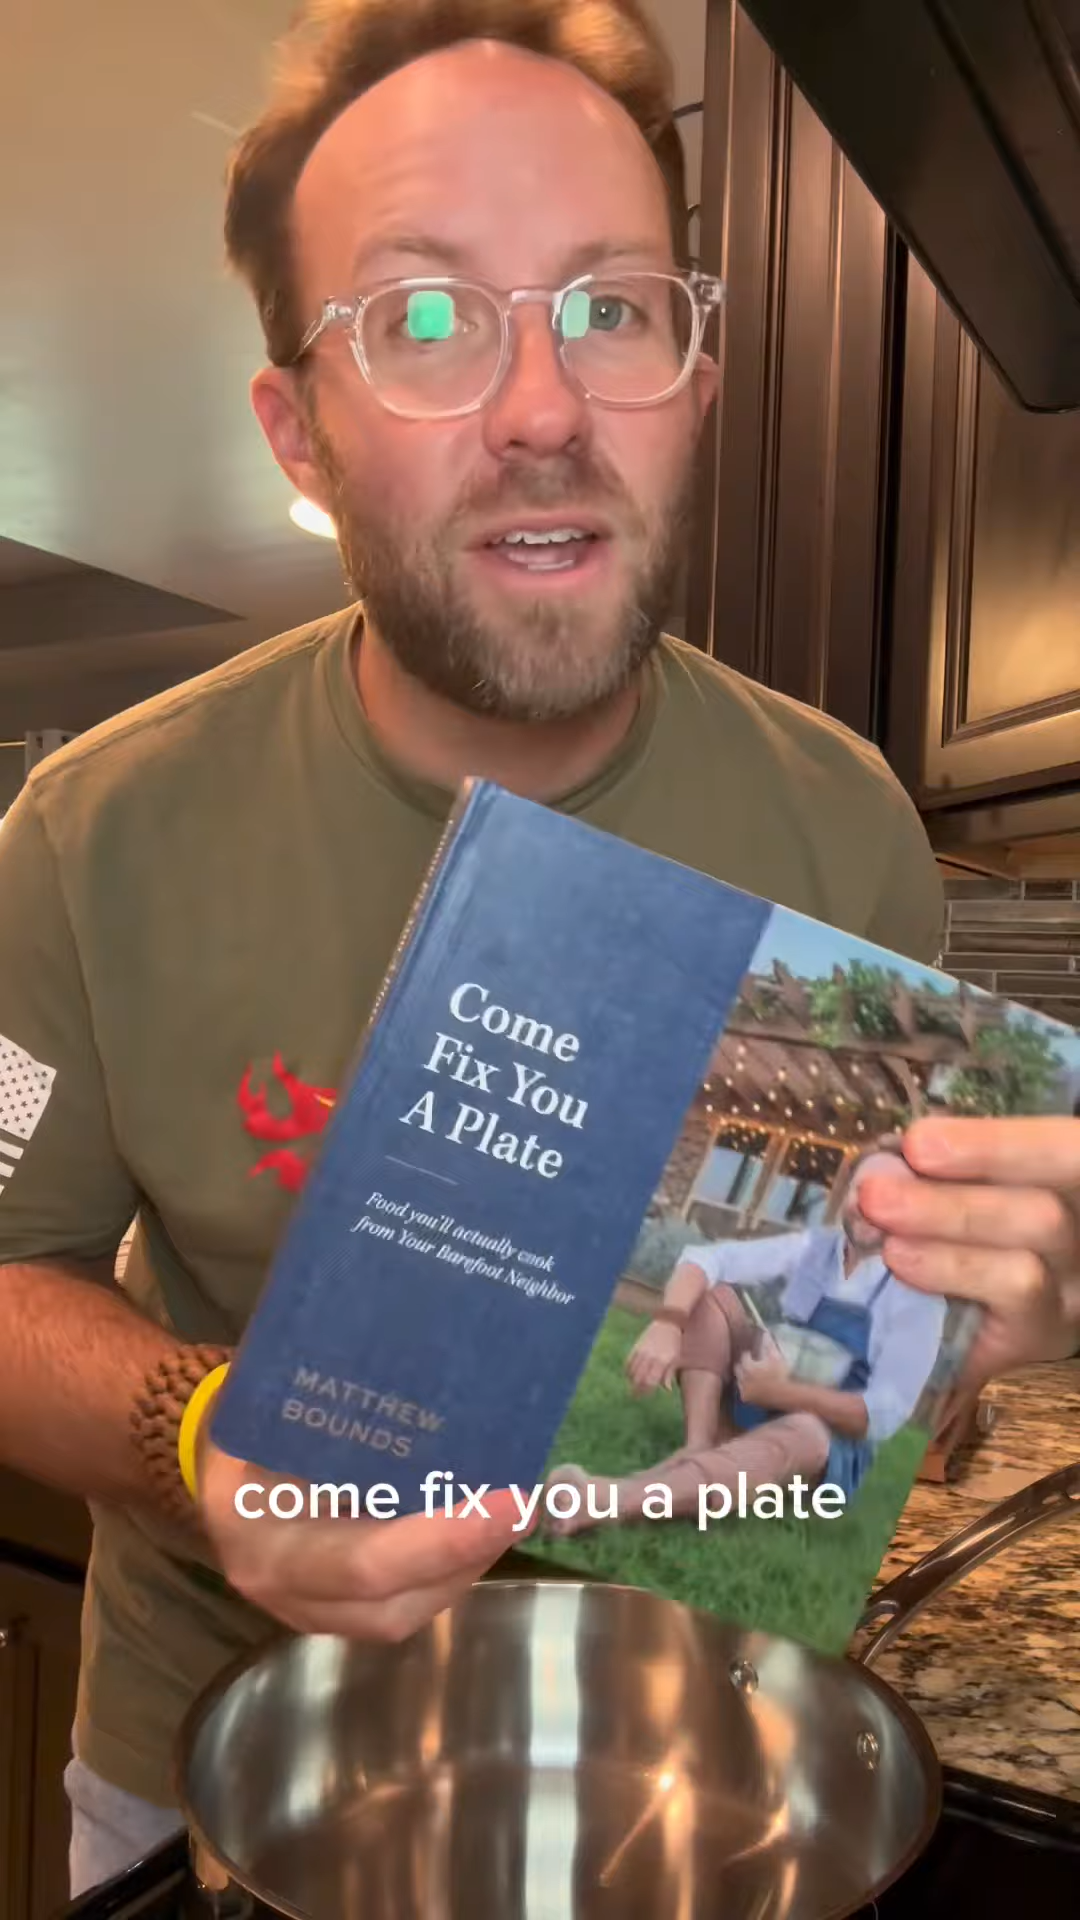 Come
Fix You
A Plate
Food you'll actually cook
from Your Barefoot Neighbor
MATTHEW
BOUNDS
come fix you a plate